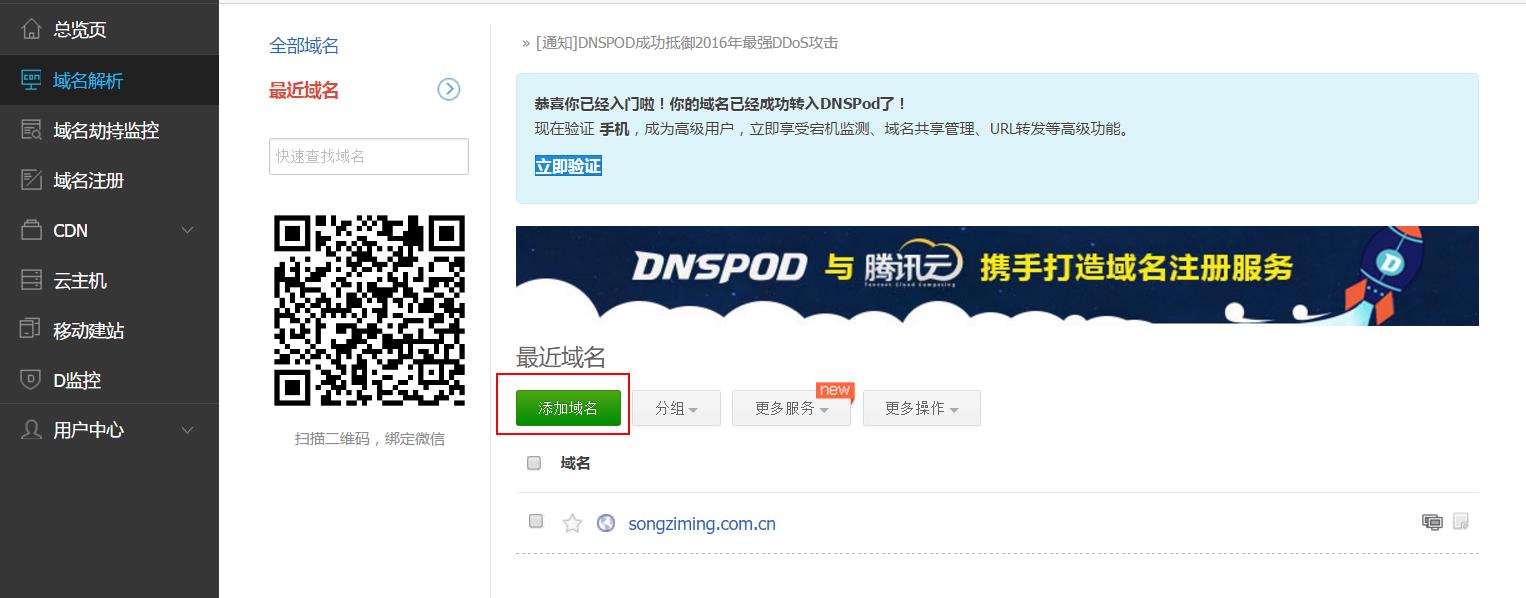 总览页
域名解析
域名劫持监控
域名注册
CDN
云主机
移动建站
D监控
用户中心
全部域名
最近域名
快速查找域名
扫描二维码，绑定微信
» [通知]DNSPOD成功抵御2016年最强DDoS攻击
恭喜你已经入门啦！你的域名已经成功转入DNSPod了！
现在验证 手机，成为高级用户，立即享受宕机监测、域名共享管理、URL转发等高级功能。
立即验证
DNSPOD 与 腾讯云 携手打造域名注册服务
Tencent Cloud Computing
最近域名
添加域名
分组
更多服务
new
更多操作
域名
songziming.com.cn